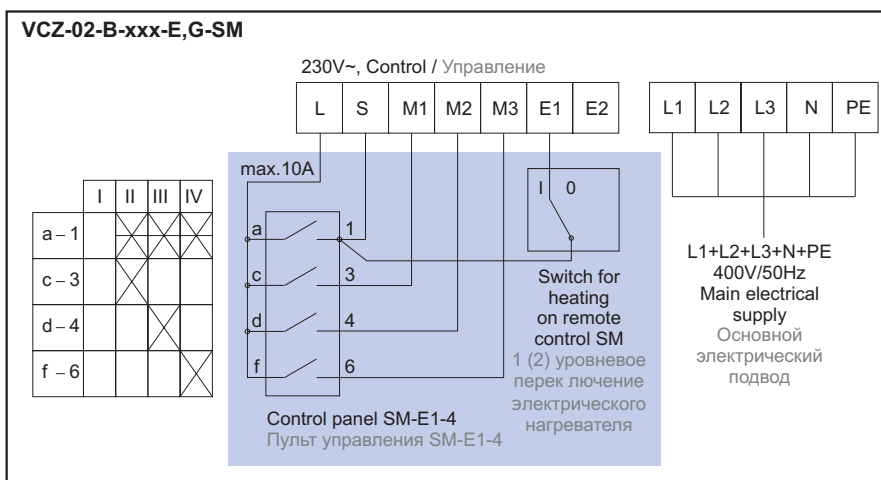 VCZ-02-B-xxx-E,G-SM
230V~, Control / Управление
L S M1 M2 M3 E1 E2
L1 L2 L3 N PE
max.10A
I II III IV
a – 1
c – 3
d – 4
f – 6
a 1
c 3
d 4
f 6
I 0
Control panel SM-E1-4
Пульт управления SM-E1-4
Switch for
heating
on remote
control SM
1 (2) уровневое
перек лючение
электрического
нагревателя
L1+L2+L3+N+PE
400V/50Hz
Main electrical
supply
Основной
электрический
подвод